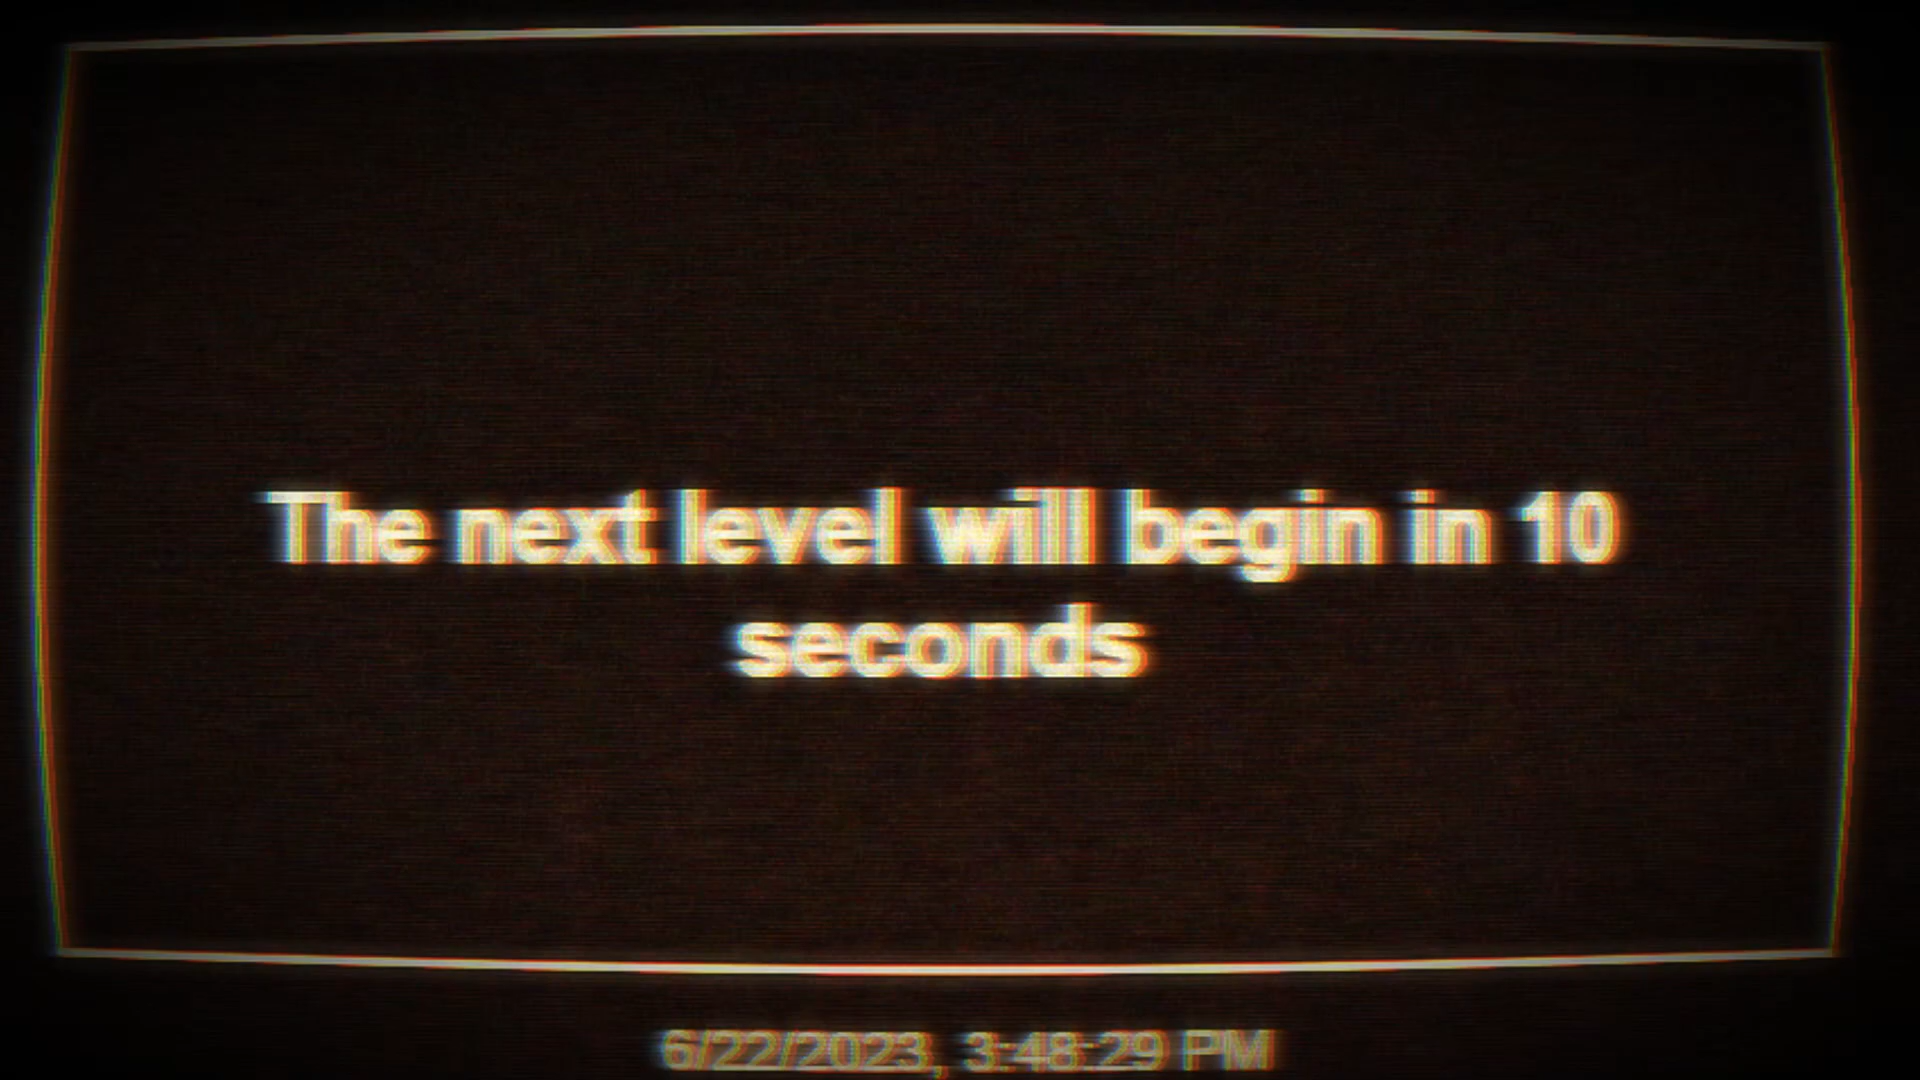 The next level will begin in 10
seconds
6/22/2023, 3:48:29 PM